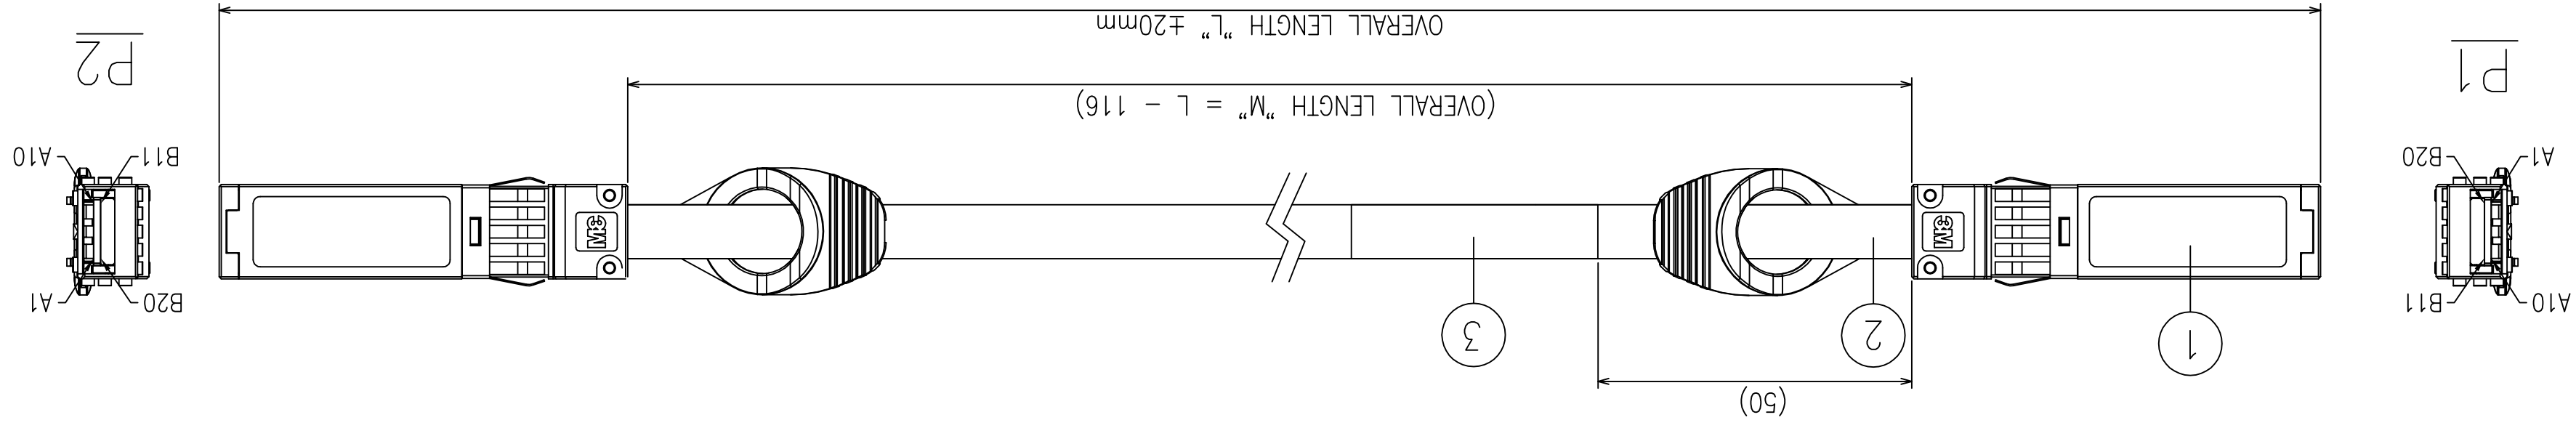 (50)
1
2
3
A10
B11
B20
A1
3M
3M
A1
B20
B11
A10
(OVERALL LENGTH "M" = L - 116)
P1
P2
OVERALL LENGTH "L" ±20mm